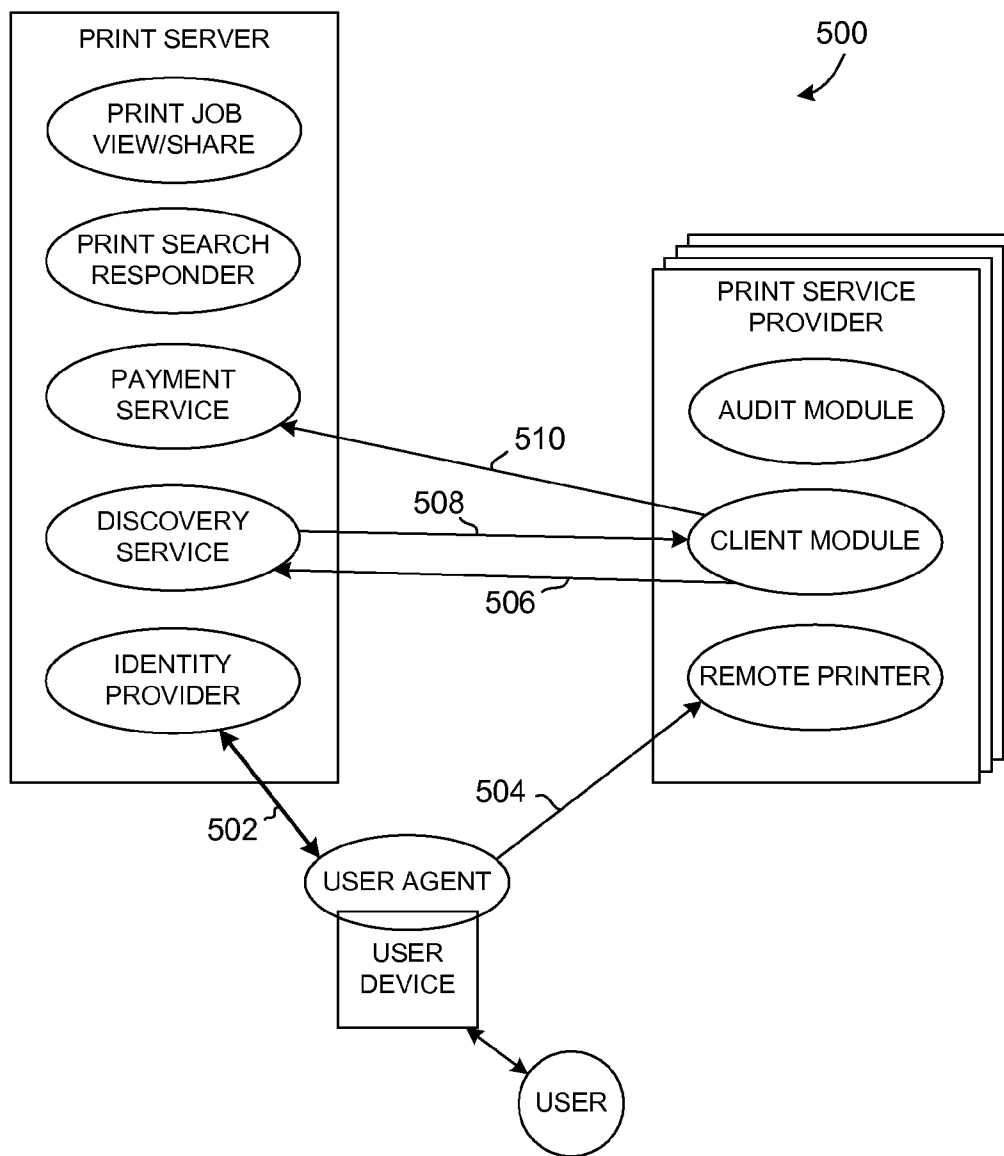 PRINT SERVER
PRINT JOB
VIEW/SHARE
PRINT SEARCH
RESPONDER
PAYMENT
SERVICE
DISCOVERY
SERVICE
IDENTITY
PROVIDER
500
PRINT SERVICE
PROVIDER
AUDIT MODULE
CLIENT MODULE
REMOTE PRINTER
510
508
506
504
502
USER AGENT
USER
DEVICE
USER